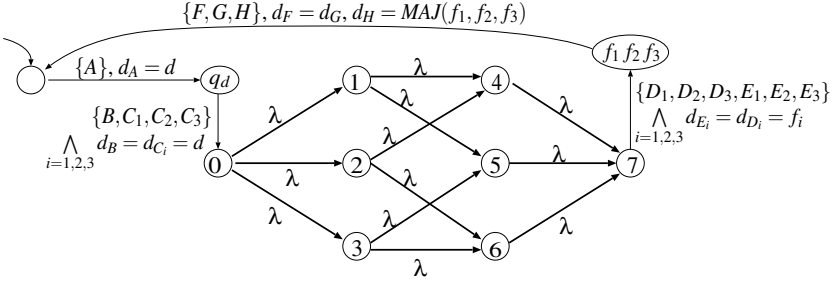 {F,G,H}, d_F = d_G, d_H = MAJ(f_1, f_2, f_3)
f_1 f_2 f_3
{A}, d_A = d
q_d
{B,C_1,C_2,C_3}
⋀ d_B = d_{C_i} = d
i=1,2,3
{D_1,D_2,D_3,E_1,E_2,E_3}
⋀ d_{E_i} = d_{D_i} = f_i
i=1,2,3
1 λ 4
λ λ λ
λ
0 λ 2 5 λ 7
λ λ
λ λ
3 λ 6